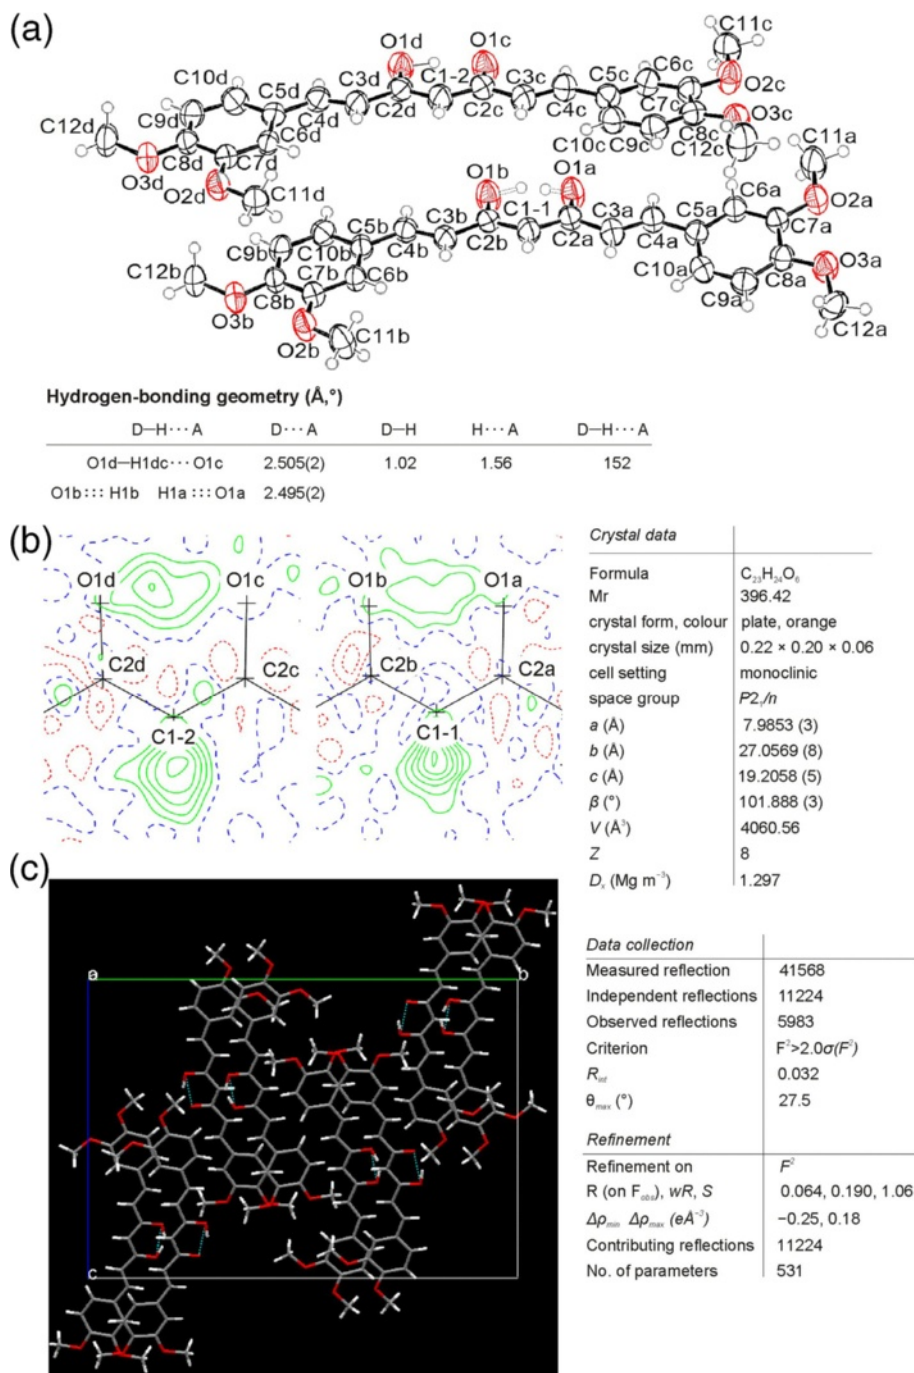 (a)
C11c
O1d O1c
C6c
C10d C3d C1-2 C3c C5c O2c
C5d C7c
C9d C4d C2d C2c C4c O3c
C12d C6d C8c
C8d C7d C10c C9c C12c C11a
O3d O1b O1a
O2d C11d C6a
C3b C1-1 C3a C5a O2a
C5b C7a
C9b C4b C2b C2a C4a
C12b C10b C10a C8a O3a
C7b C6b
C8b C9a
O3b C12a
O2b C11b
Hydrogen-bonding geometry (Å,°)
D–H···A D···A D–H H···A D–H···A
O1d–H1dc···O1c 2.505(2) 1.02 1.56 152
O1b::: H1b H1a :::O1a 2.495(2)
(b)
O1d O1c O1b O1a
C2d C2c C2b C2a
C1-2 C1-1
Crystal data
Formula C₂₃H₂₄O₆
Mr 396.42
crystal form, colour plate, orange
crystal size (mm) 0.22 × 0.20 × 0.06
cell setting monoclinic
space group P2₁/n
a (Å) 7.9853 (3)
b (Å) 27.0569 (8)
c (Å) 19.2058 (5)
β (°) 101.888 (3)
V (Å³) 4060.56
Z 8
Dₓ (Mg m⁻³) 1.297
(c)
a b
c
Data collection
Measured reflection 41568
Independent reflections 11224
Observed reflections 5983
Criterion F²>2.0σ(F²)
R_int 0.032
θ_max (°) 27.5
Refinement
Refinement on F²
R (on F_obs), wR, S 0.064, 0.190, 1.06
Δρ_min Δρ_max (eÅ⁻³) −0.25, 0.18
Contributing reflections 11224
No. of parameters 531